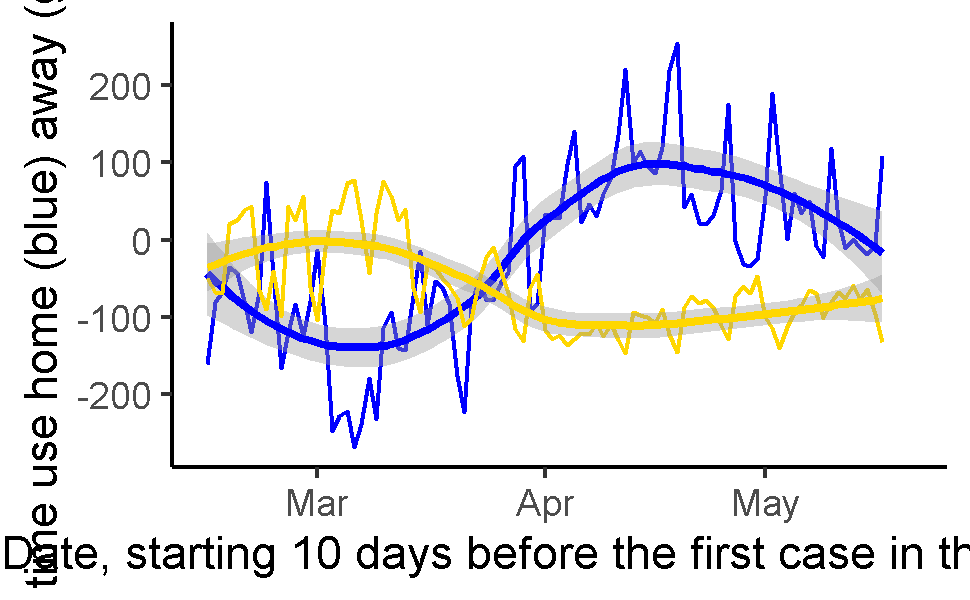 time use home (blue) away (
200
100
0
-100
-200
Mar Apr May
Date, starting 10 days before the first case in th